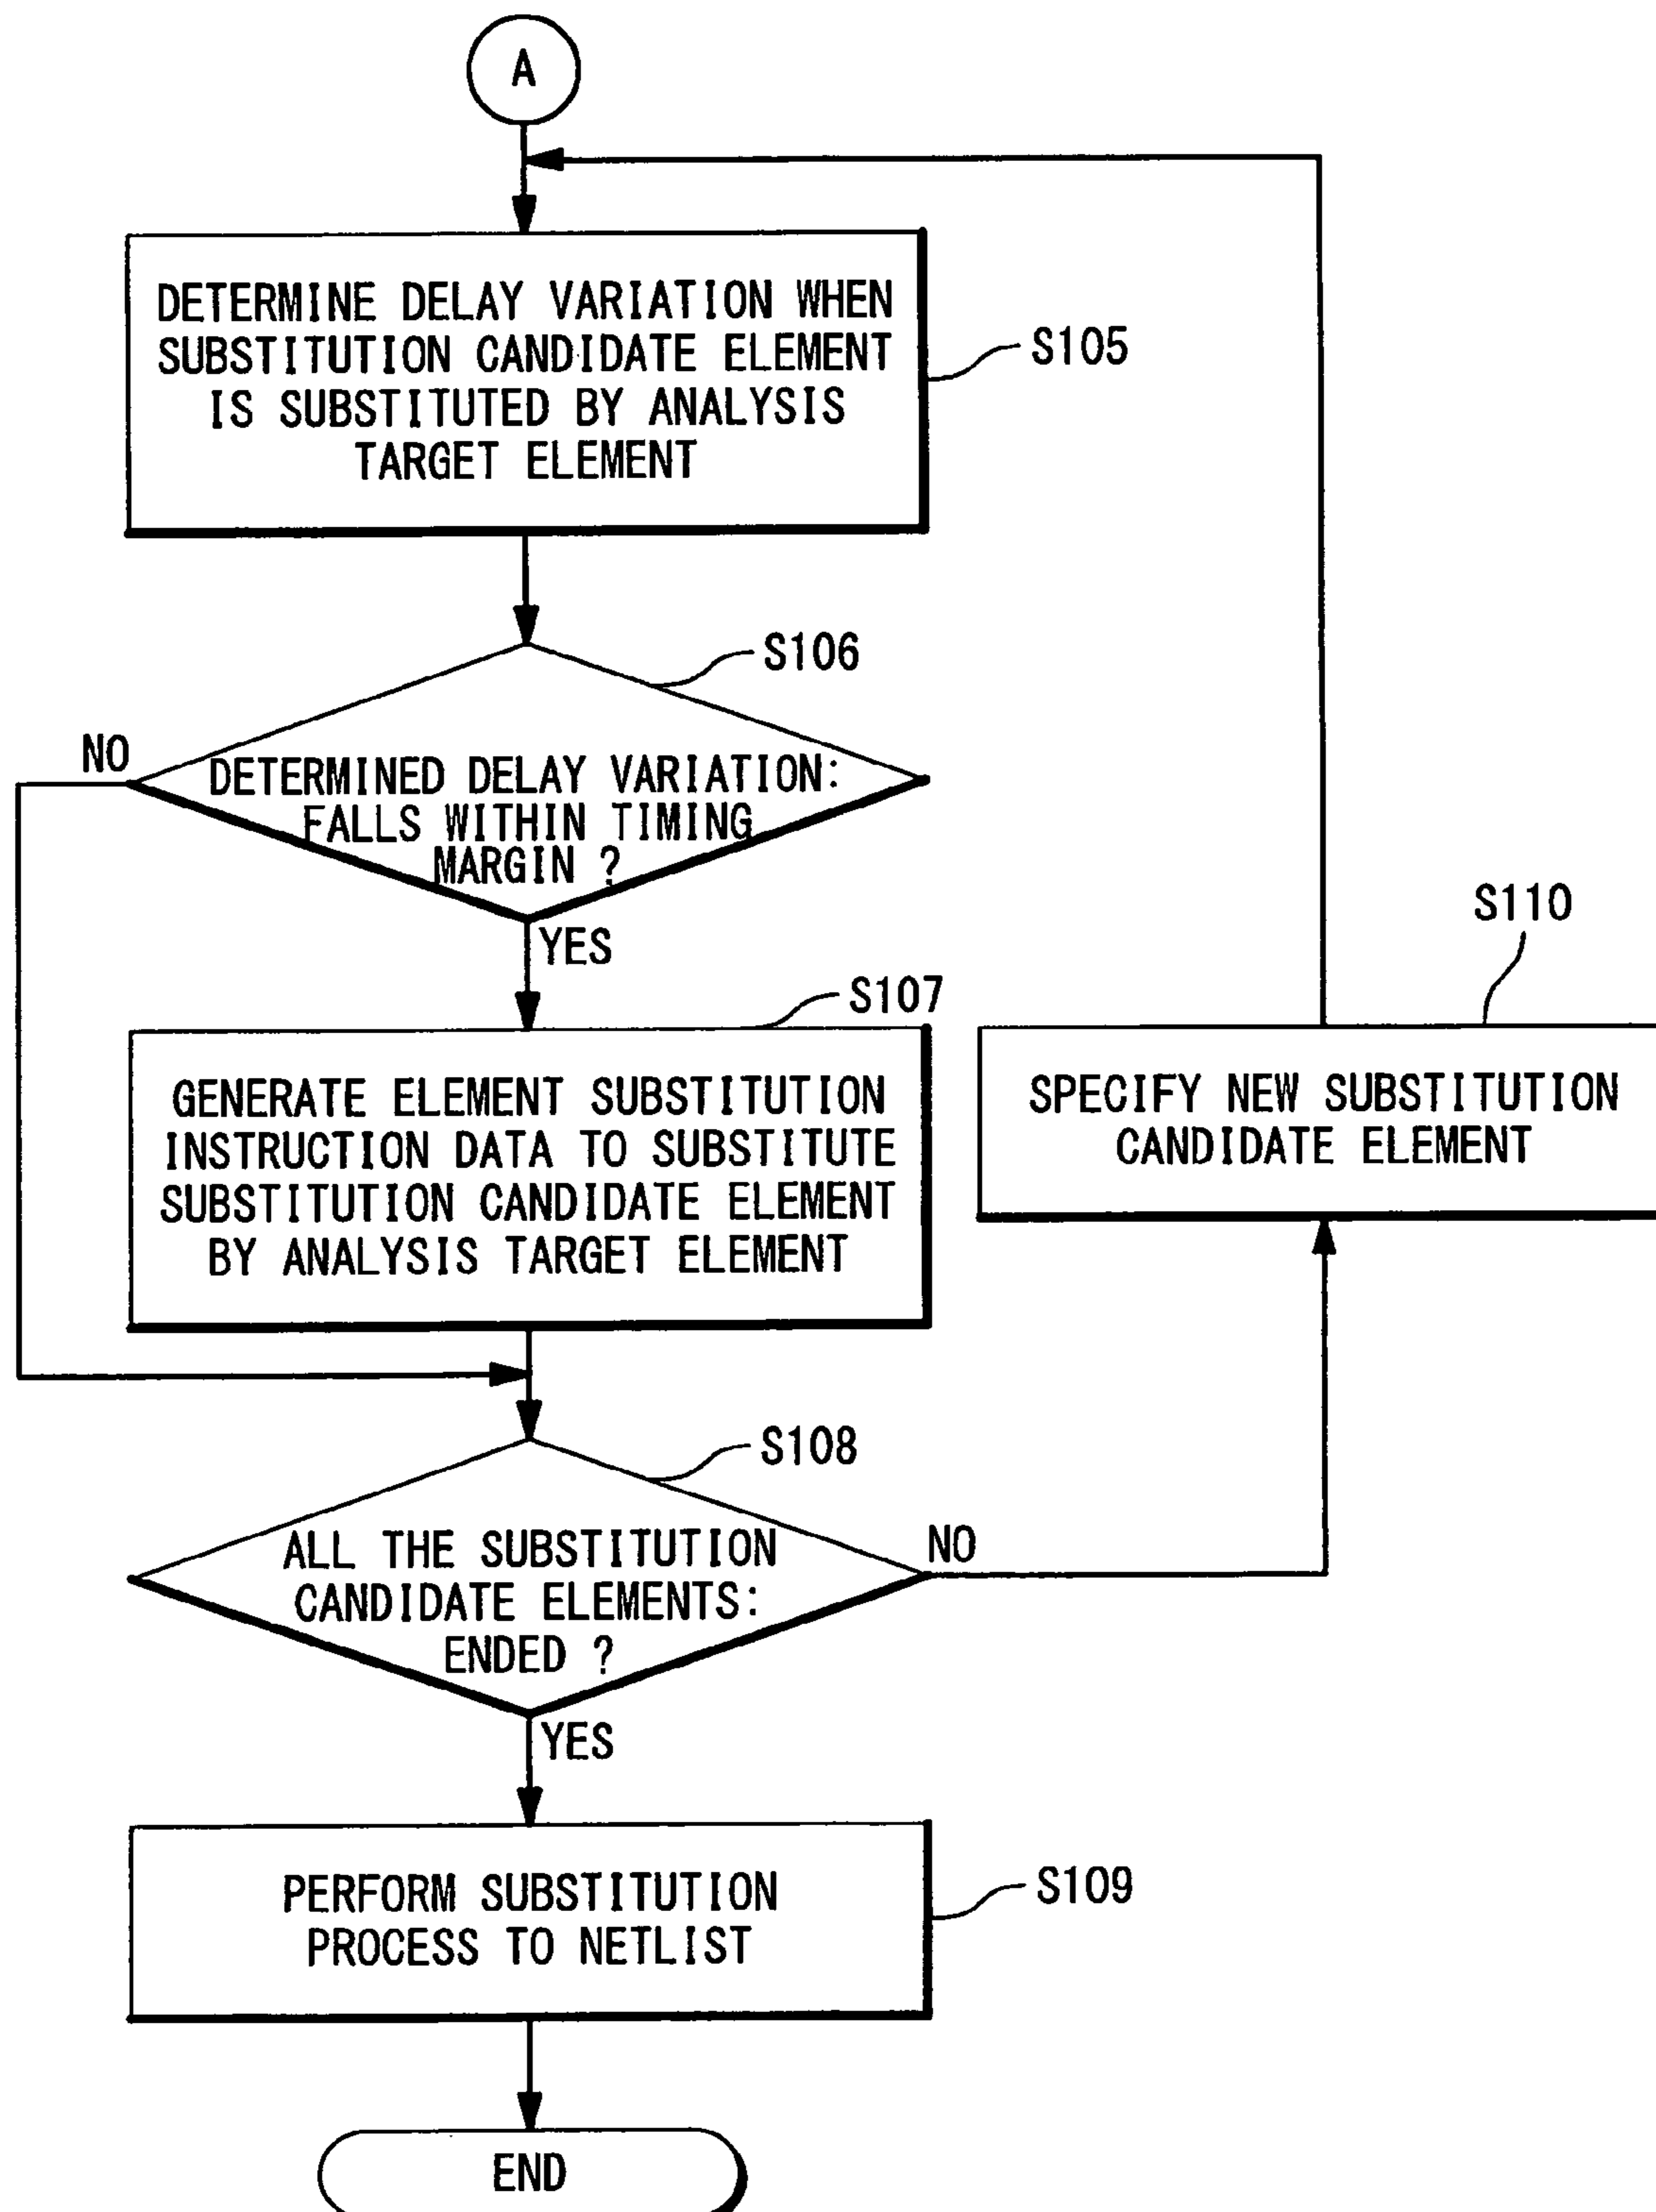 A
DETERMINE DELAY VARIATION WHEN
SUBSTITUTION CANDIDATE ELEMENT
IS SUBSTITUTED BY ANALYSIS
TARGET ELEMENT
S105
S106
NO
DETERMINED DELAY VARIATION:
FALLS WITHIN TIMING
MARGIN ?
YES
S107
GENERATE ELEMENT SUBSTITUTION
INSTRUCTION DATA TO SUBSTITUTE
SUBSTITUTION CANDIDATE ELEMENT
BY ANALYSIS TARGET ELEMENT
S110
SPECIFY NEW SUBSTITUTION
CANDIDATE ELEMENT
S108
ALL THE SUBSTITUTION
CANDIDATE ELEMENTS:
ENDED ?
NO
YES
PERFORM SUBSTITUTION
PROCESS TO NETLIST
S109
END